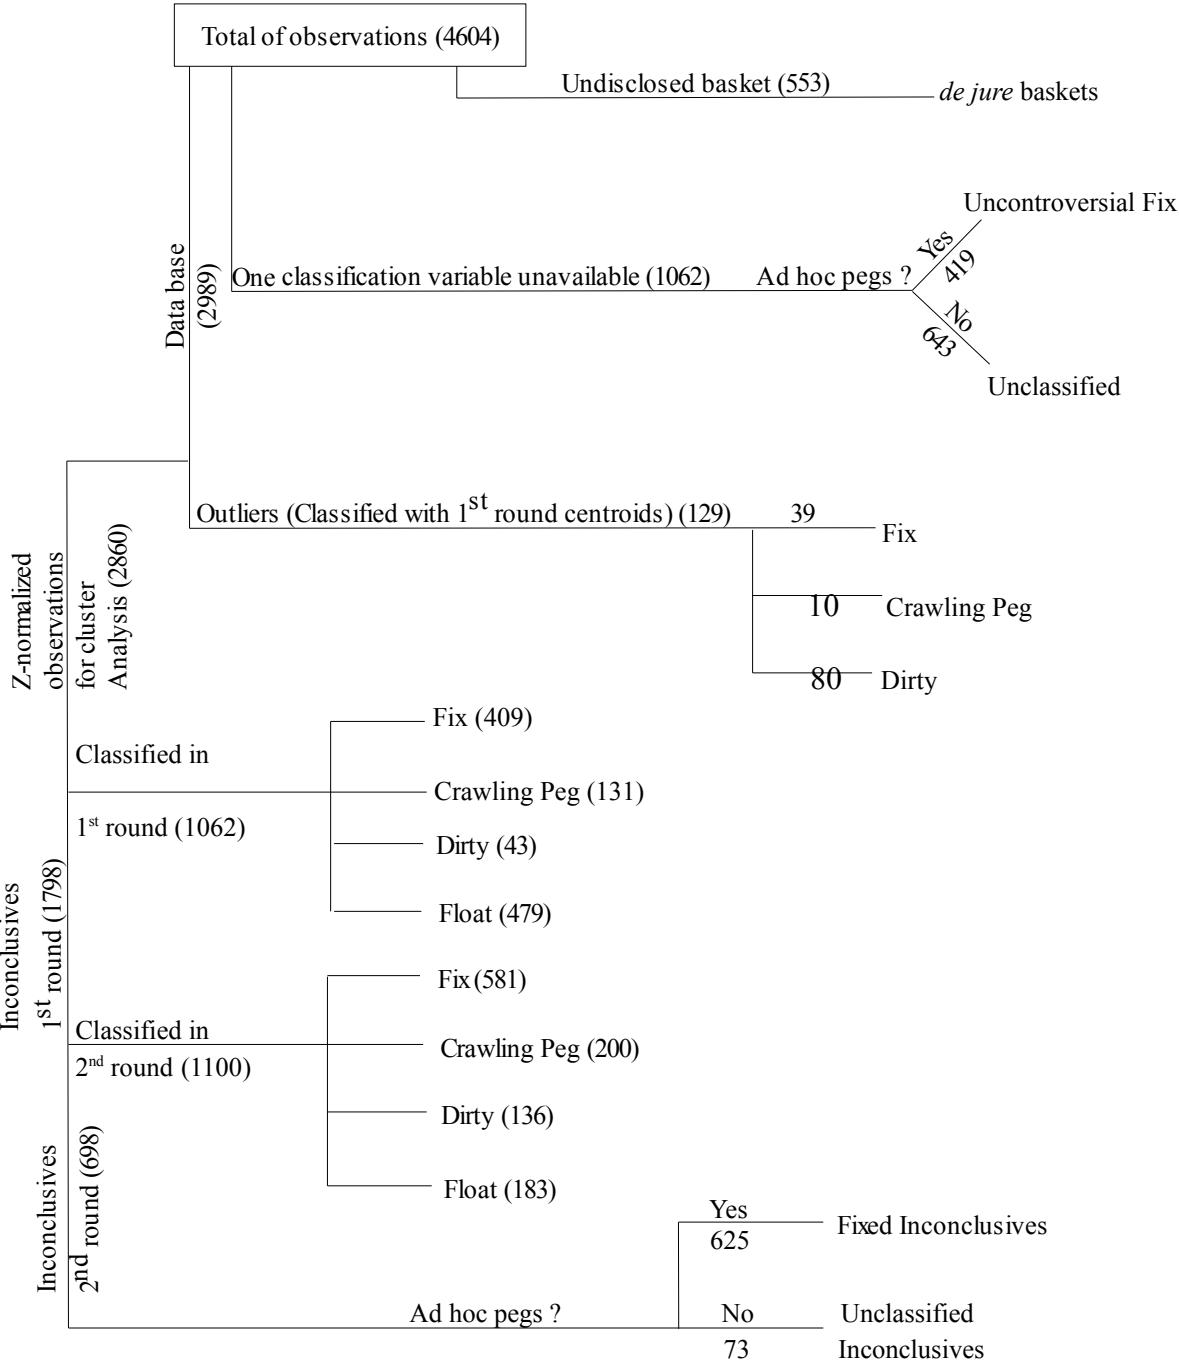 Total of observations (4604)
Undisclosed basket (553)
de jure baskets
Uncontroversial Fix
Yes
419
Data base
(2989)
One classification variable unavailable (1062)
Ad hoc pegs ?
No
643
Unclassified
Outliers (Classified with 1st round centroids) (129)
39
Fix
10
Crawling Peg
80
Dirty
Z-normalized
observations
for cluster
Analysis (2860)
Fix (409)
Classified in
1st round (1062)
Crawling Peg (131)
Dirty (43)
Float (479)
Inconclusives
1st round (1798)
Fix (581)
Classified in
2nd round (1100)
Crawling Peg (200)
Dirty (136)
Float (183)
Inconclusives
2nd round (698)
Ad hoc pegs ?
Yes
625
Fixed Inconclusives
No
73
Unclassified
Inconclusives